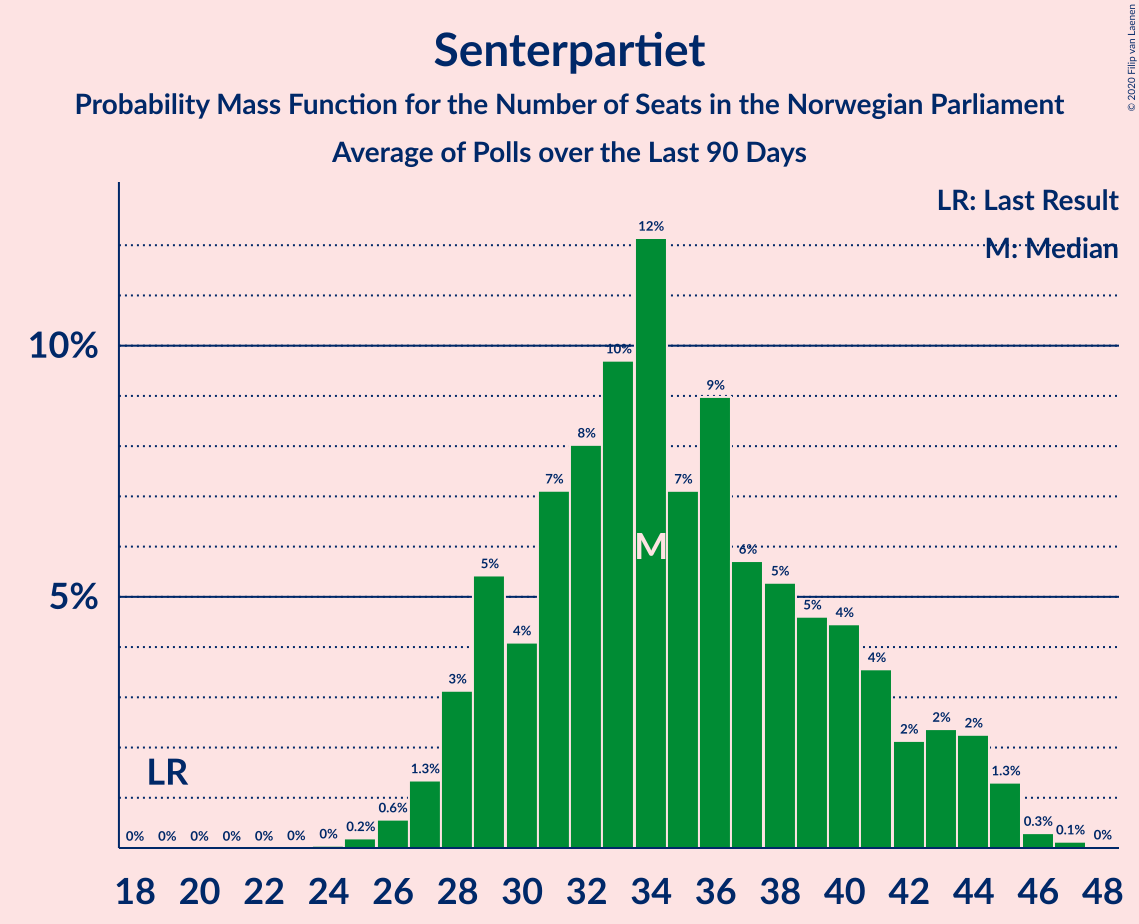 Senterpartiet
Probability Mass Function for the Number of Seats in the Norwegian Parliament
Average of Polls over the Last 90 Days
© 2020 Filip van Laenen
LR: Last Result
M: Median
10%
5%
LR
M
0% 0% 0% 0% 0% 0% 0% 0.2% 0.6% 1.3% 3% 5% 4% 7% 8% 10% 12% 7% 9% 6% 5% 5% 4% 4% 2% 2% 2% 1.3% 0.3% 0.1% 0%
18 20 22 24 26 28 30 32 34 36 38 40 42 44 46 48